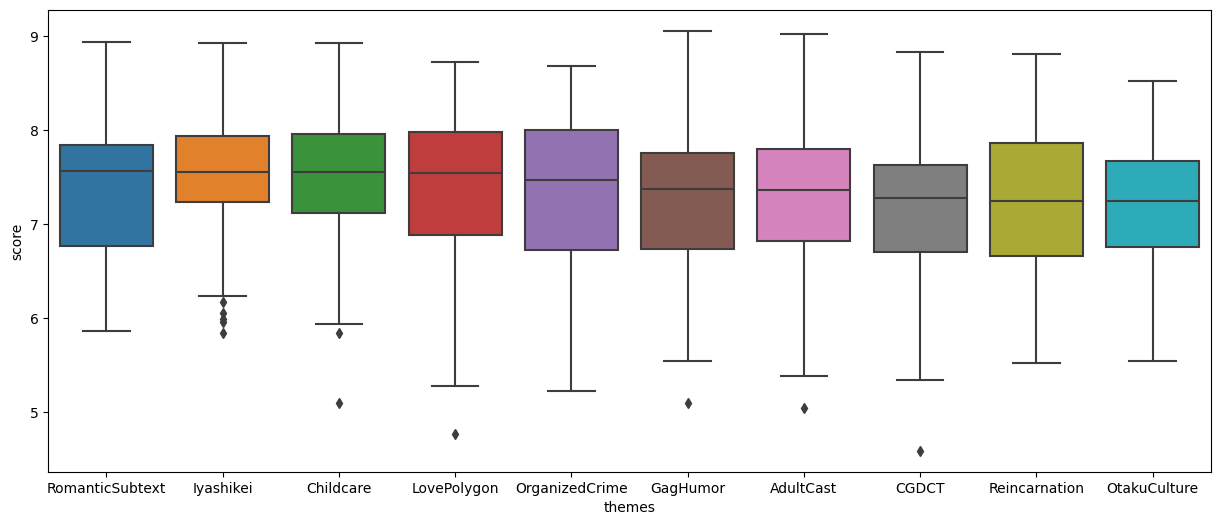 9
8
7
6
5
score
RomanticSubtext Iyashikei Childcare LovePolygon OrganizedCrime GagHumor AdultCast CGDCT Reincarnation OtakuCulture
themes